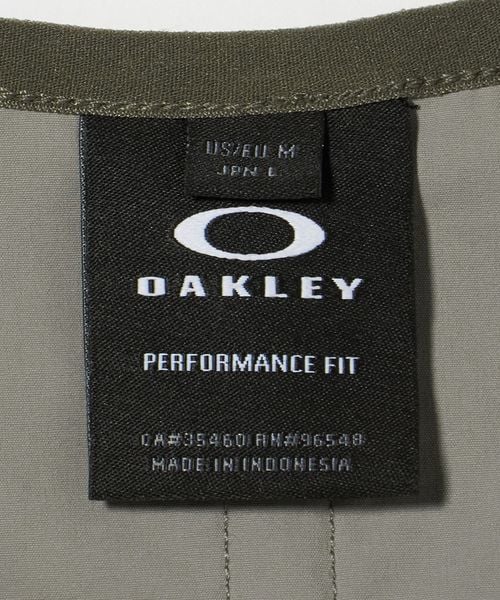 US/EU M
JPN L
OAKLEY
PERFORMANCE FIT
CA#35460 RN#96548
MADE IN INDONESIA